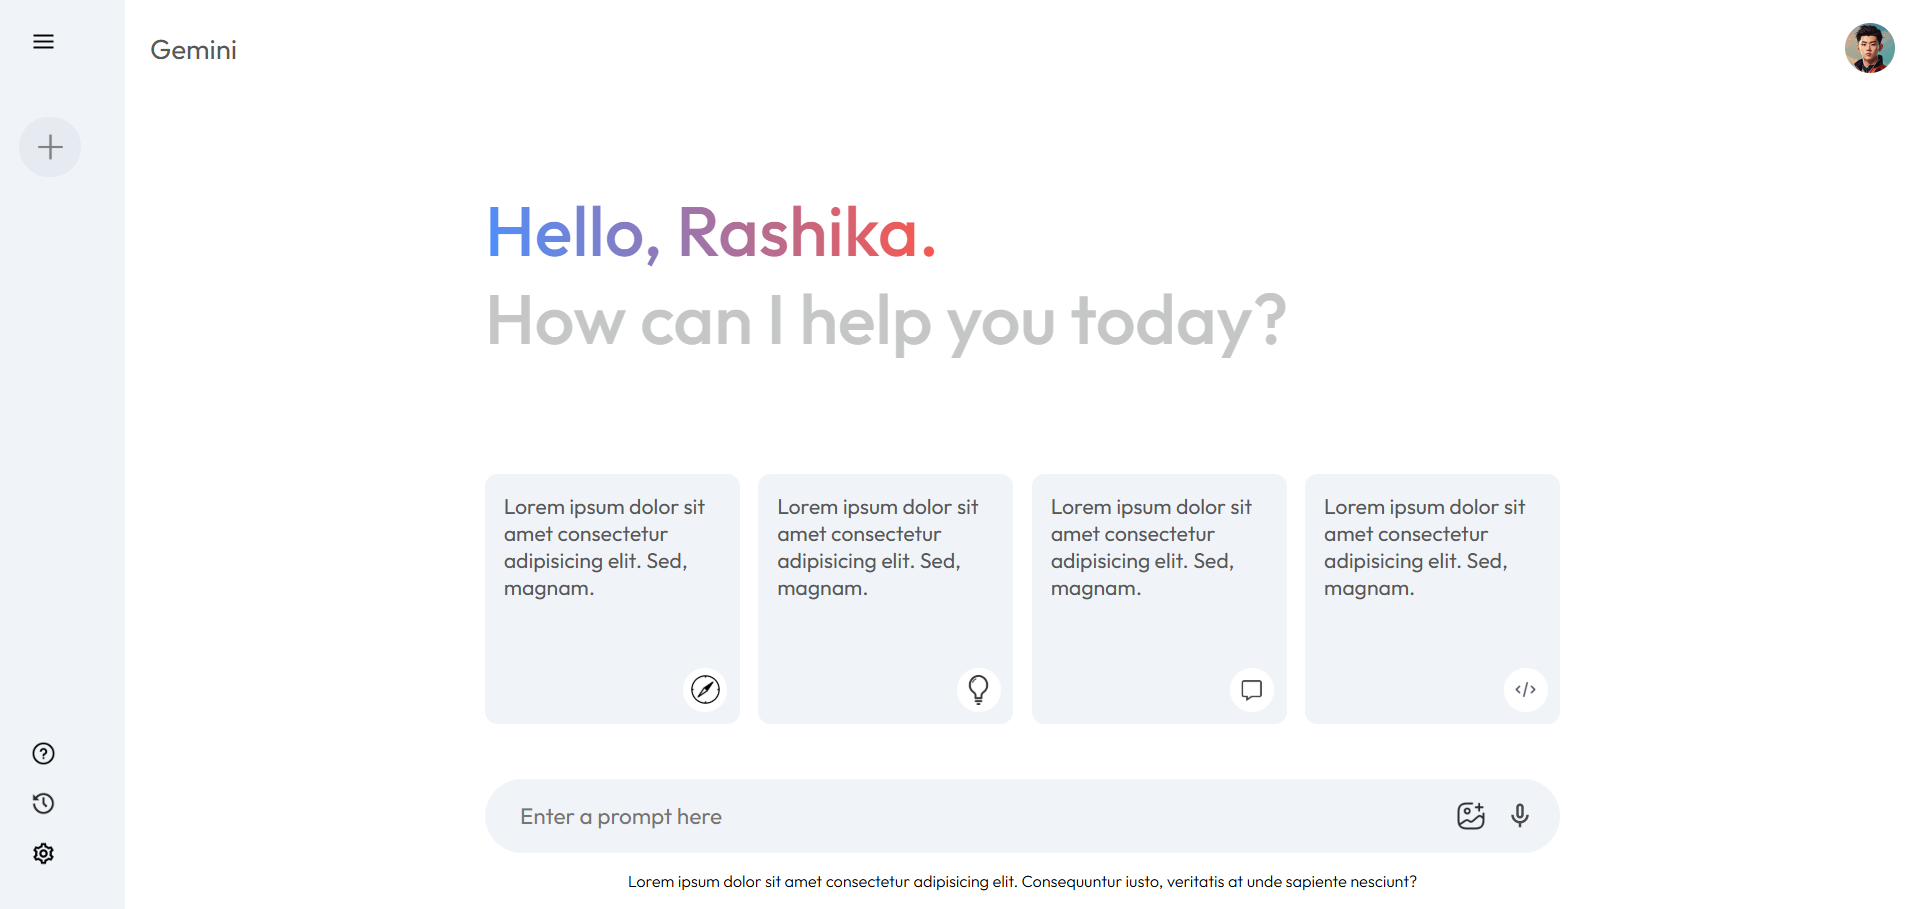 Gemini
Hello, Rashika.
How can I help you today?
Lorem ipsum dolor sit
amet consectetur
adipisicing elit. Sed,
magnam.
Lorem ipsum dolor sit
amet consectetur
adipisicing elit. Sed,
magnam.
Lorem ipsum dolor sit
amet consectetur
adipisicing elit. Sed,
magnam.
Lorem ipsum dolor sit
amet consectetur
adipisicing elit. Sed,
magnam.
Enter a prompt here
Lorem ipsum dolor sit amet consectetur adipisicing elit. Consequuntur iusto, veritatis at unde sapiente nesciunt?